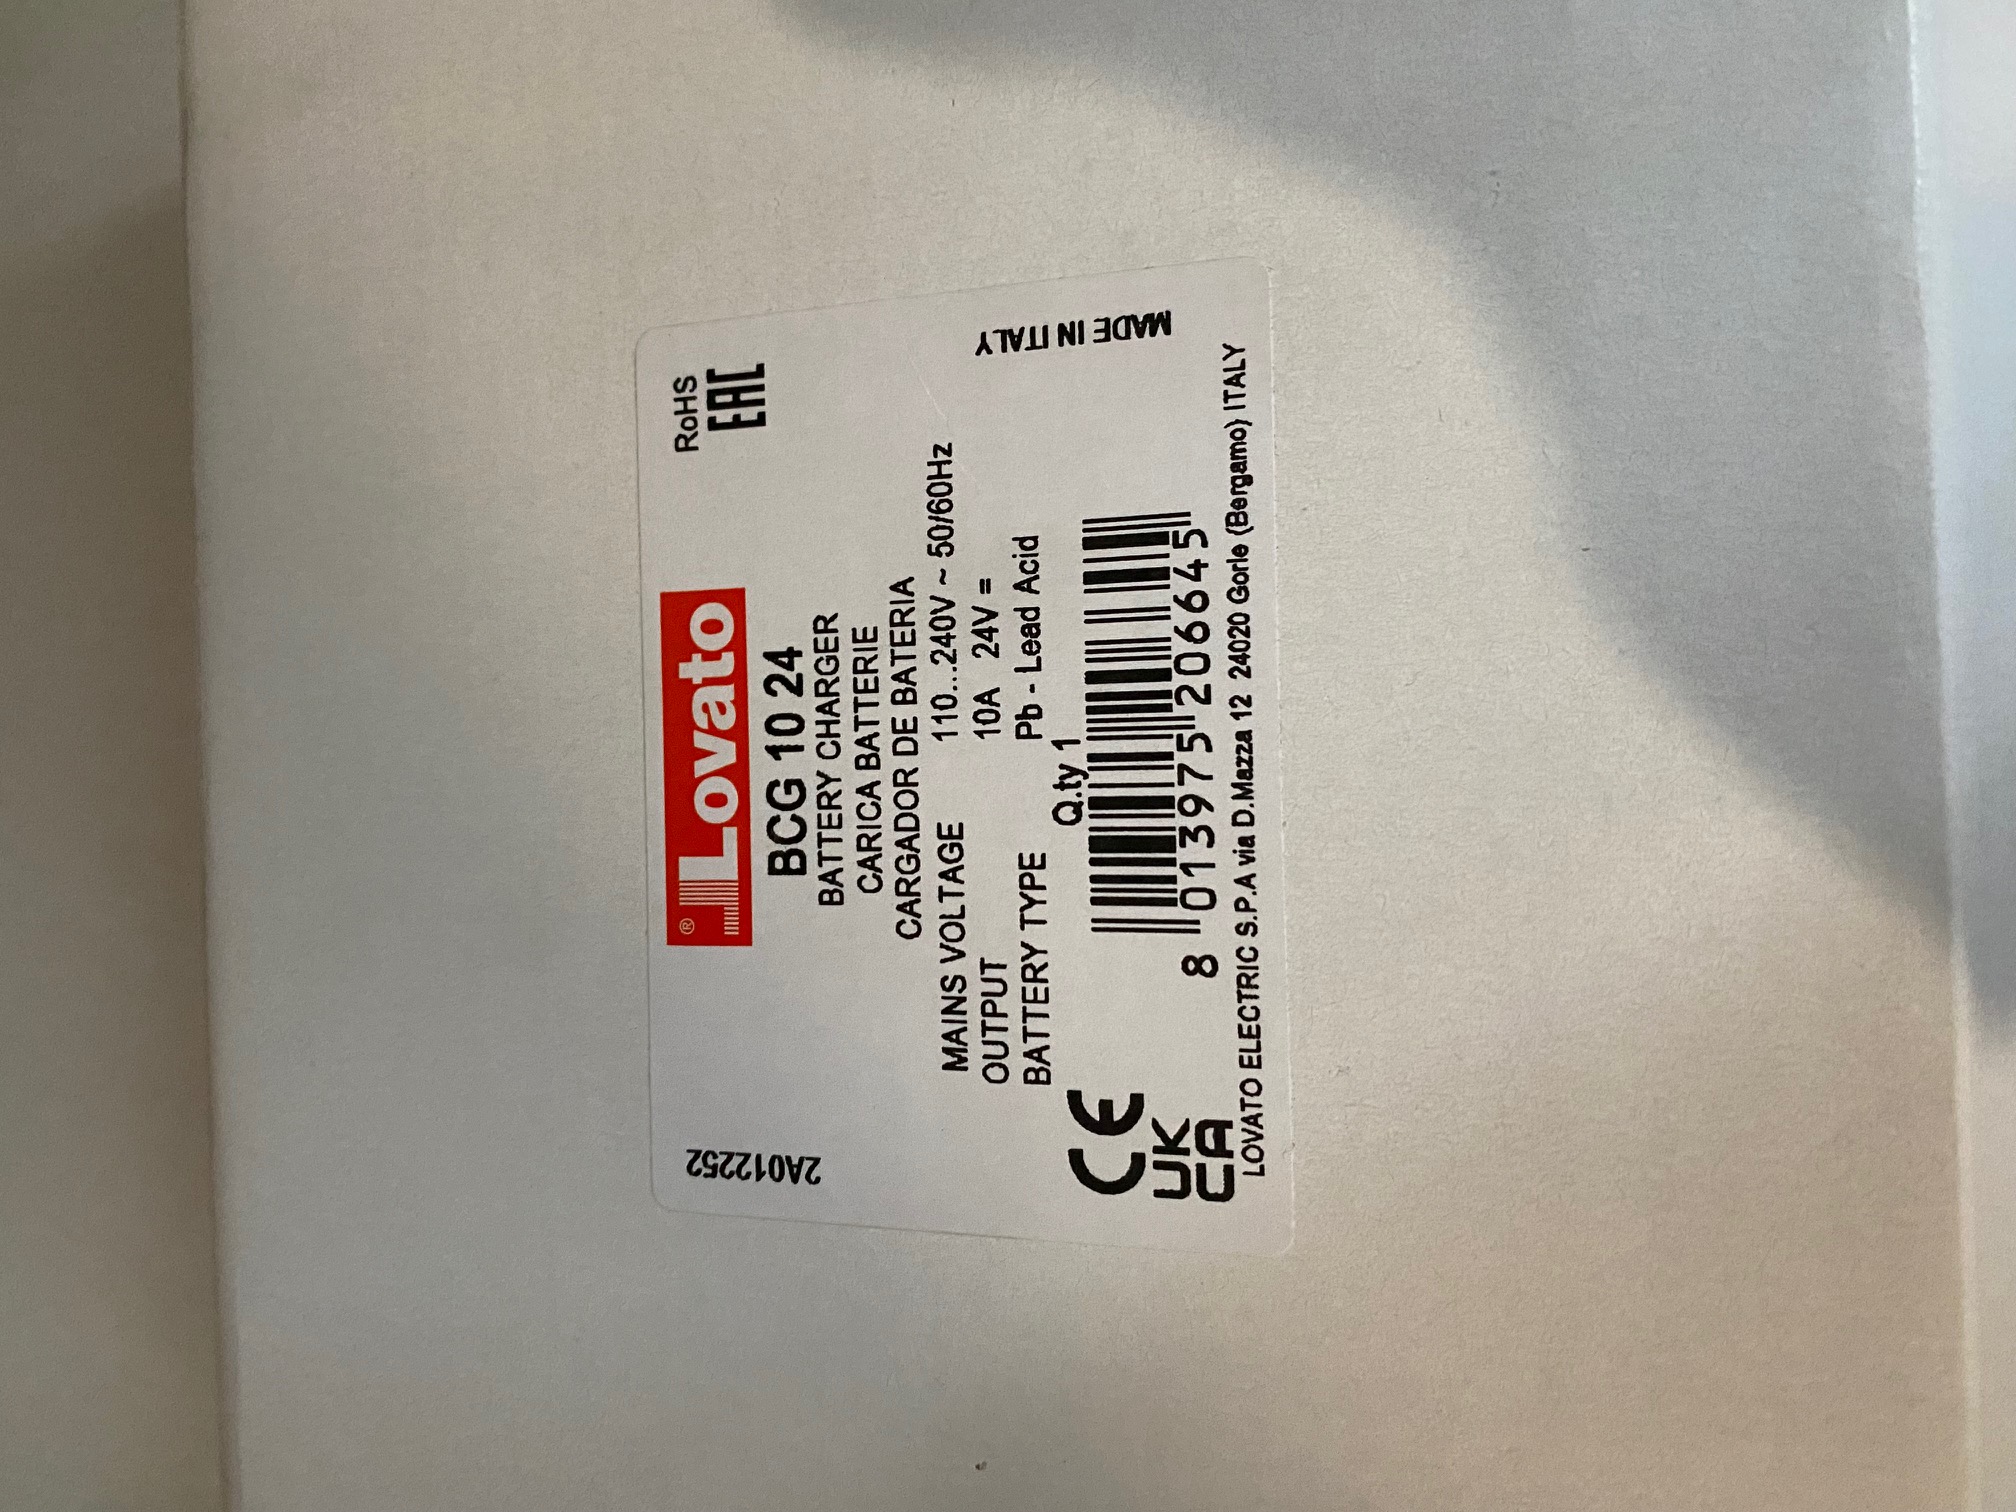 2A012252
® Lovato
RoHS
EAC
BCG 10 24
BATTERY CHARGER
CARICA BATTERIE
CARGADOR DE BATERIA
MAINS VOLTAGE 110...240V ~ 50/60Hz
OUTPUT 10A 24V =
BATTERY TYPE Pb - Lead Acid
Q.ty 1
MADE IN ITALY
CE
UK
CA
8 013975 206645
LOVATO ELECTRIC S.P.A via D.Mazza 12 24020 Gorle (Bergamo) ITALY